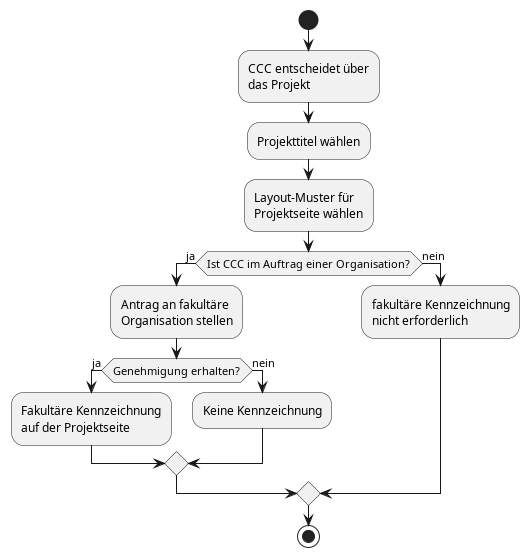 CCC entscheidet über
das Projekt
Projekttitel wählen
Layout-Muster für
Projektseite wählen
ja
Ist CCC im Auftrag einer Organisation?
nein
Antrag an fakultäre
Organisation stellen
fakultäre Kennzeichnung
nicht erforderlich
ja
Genehmigung erhalten?
nein
Fakultäre Kennzeichnung
auf der Projektseite
Keine Kennzeichnung